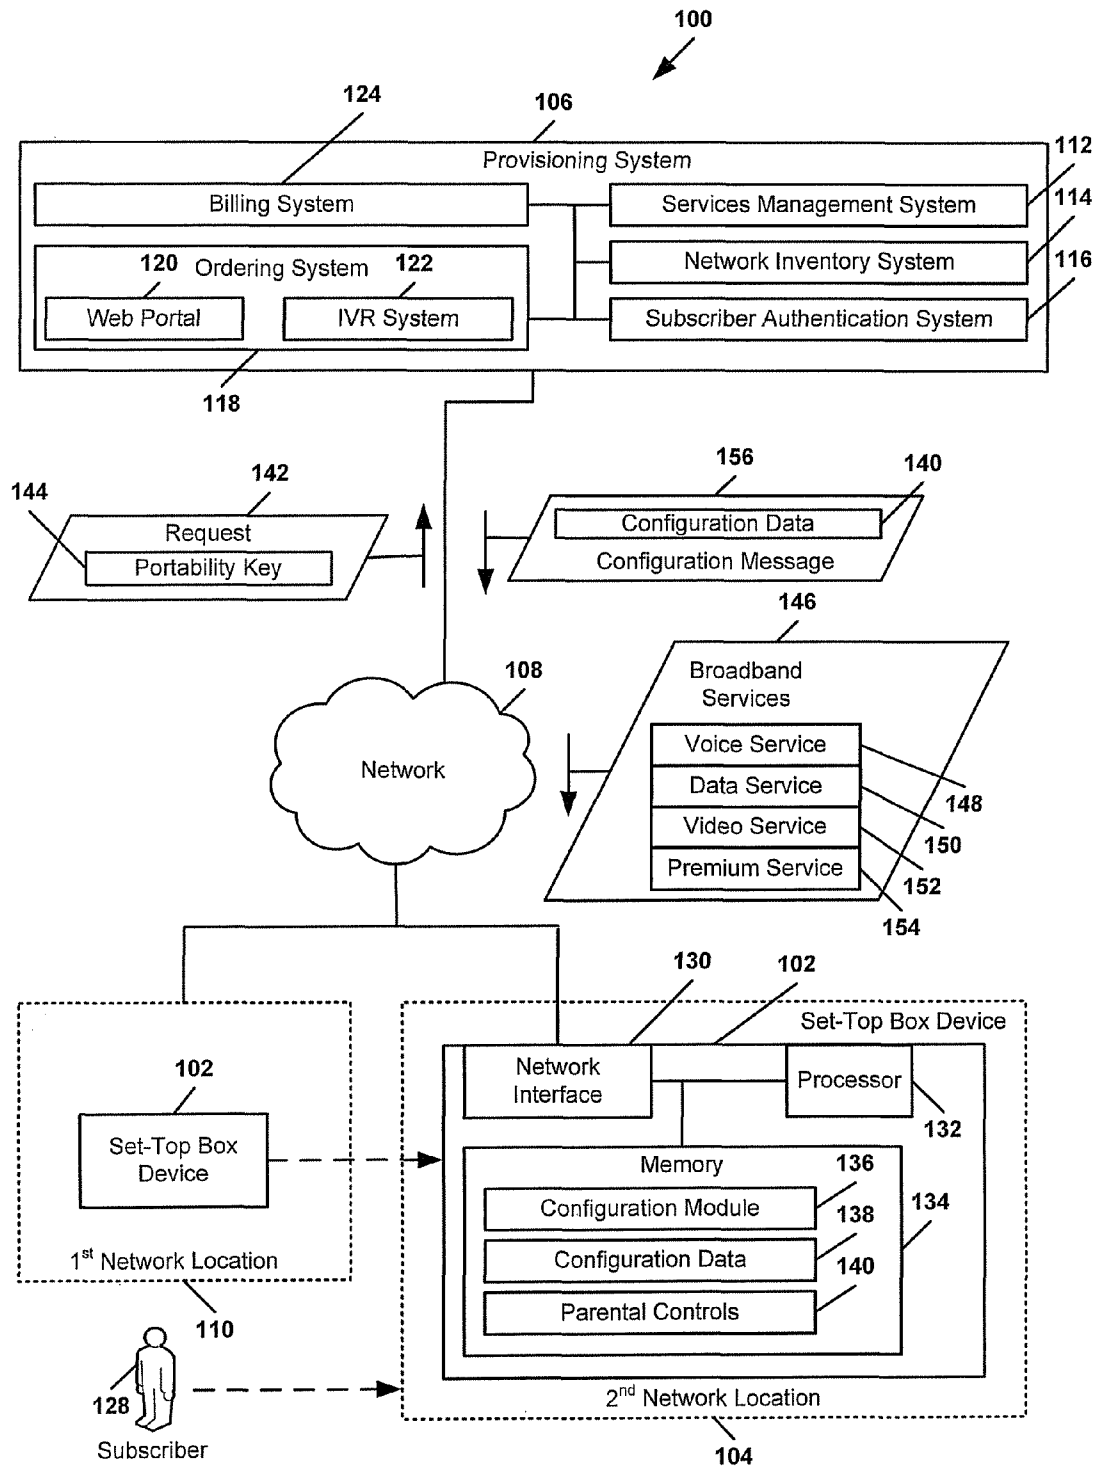 100
124
106
Provisioning System
112
Billing System
Services Management System
114
120
Ordering System
122
Network Inventory System
116
Web Portal
IVR System
Subscriber Authentication System
118
142
156
140
144
Request
Portability Key
Configuration Data
Configuration Message
146
108
Broadband
Services
Network
Voice Service
Data Service
Video Service
Premium Service
148
150
152
154
130
102
Set-Top Box Device
102
Network
Interface
Processor
132
Set-Top Box
Device
Memory
136
134
Configuration Module
138
Configuration Data
140
Parental Controls
1st Network Location
110
128
Subscriber
2nd Network Location
104